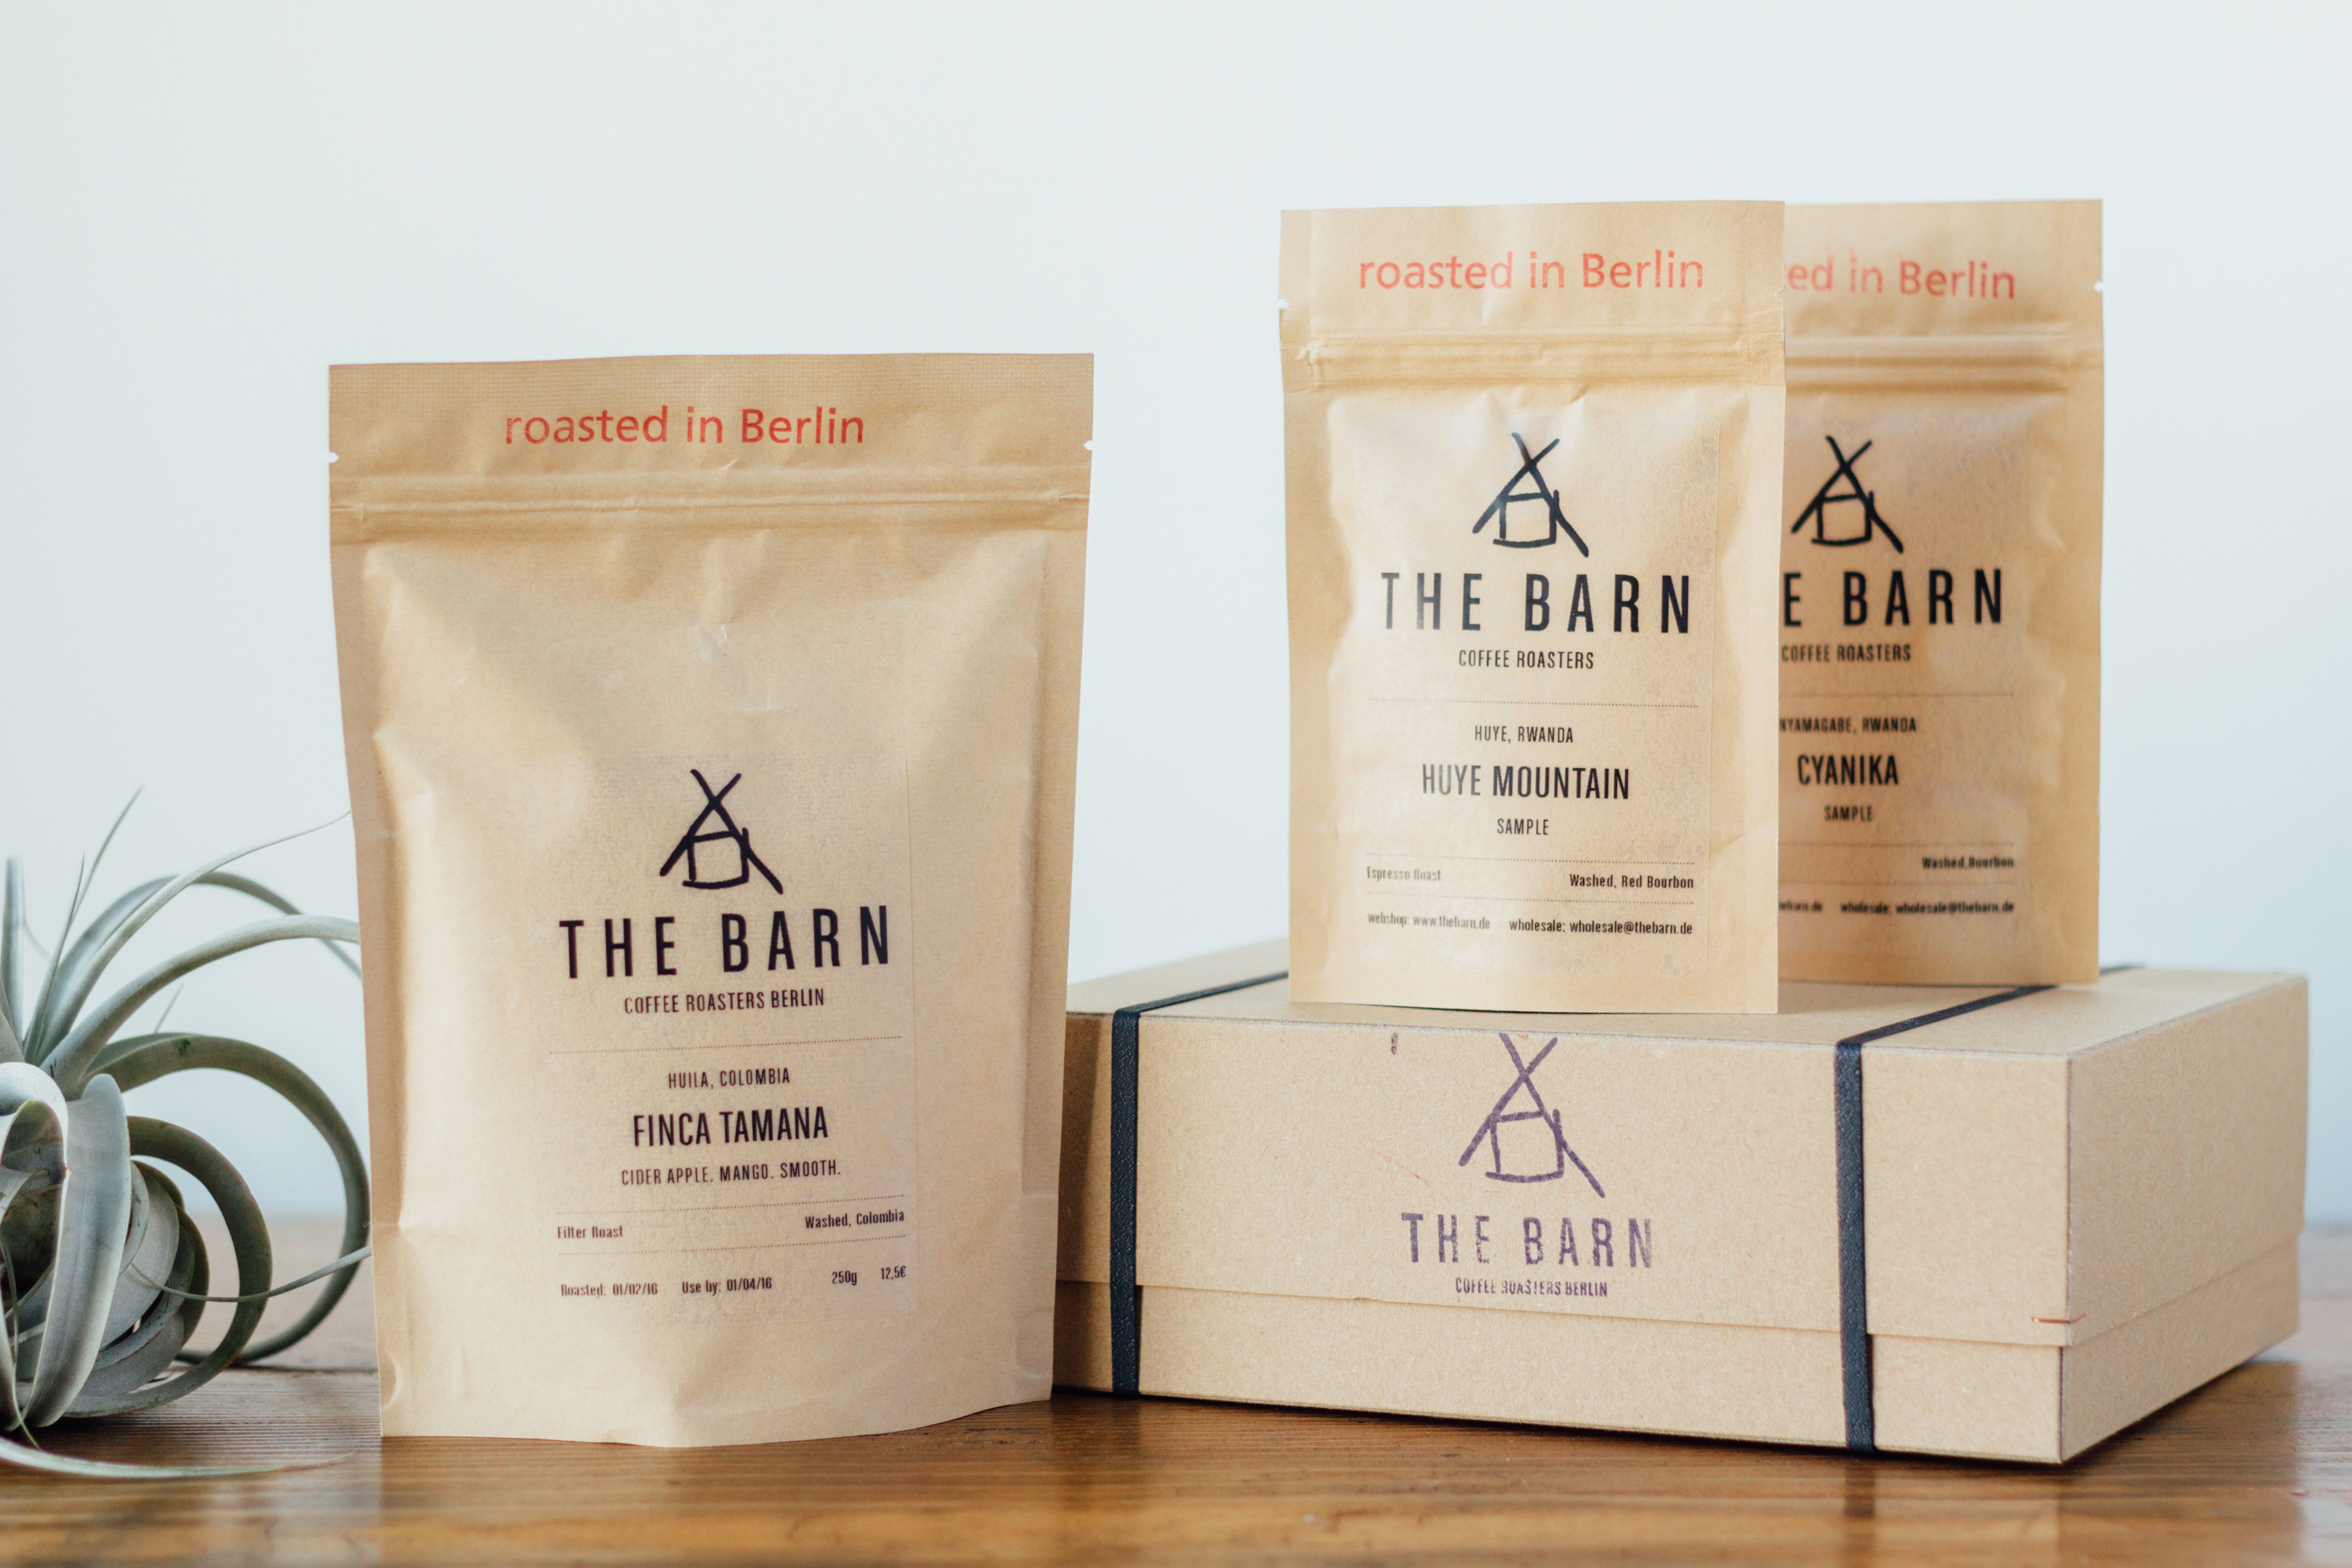 roasted in Berlin
THE BARN
COFFEE ROASTERS BERLIN
HUILA, COLOMBIA
FINCA TAMANA
CIDER APPLE. MANGO. SMOOTH.
Filter Roast Washed, Colombia
Roasted: 01/02/16 Use by: 01/04/16 250g 12,5€
roasted in Berlin
THE BARN
COFFEE ROASTERS
HUYE, RWANDA
HUYE MOUNTAIN
SAMPLE
Espresso Roast Washed, Red Bourbon
webshop: www.thebarn.de wholesale: wholesale@thebarn.de
ed in Berlin
E BARN
COFFEE ROASTERS
NYAMAGABE, RWANDA
CYANIKA
SAMPLE
Washed, Bourbon
wholesale: wholesale@thebarn.de
THE BARN
COFFEE ROASTERS BERLIN